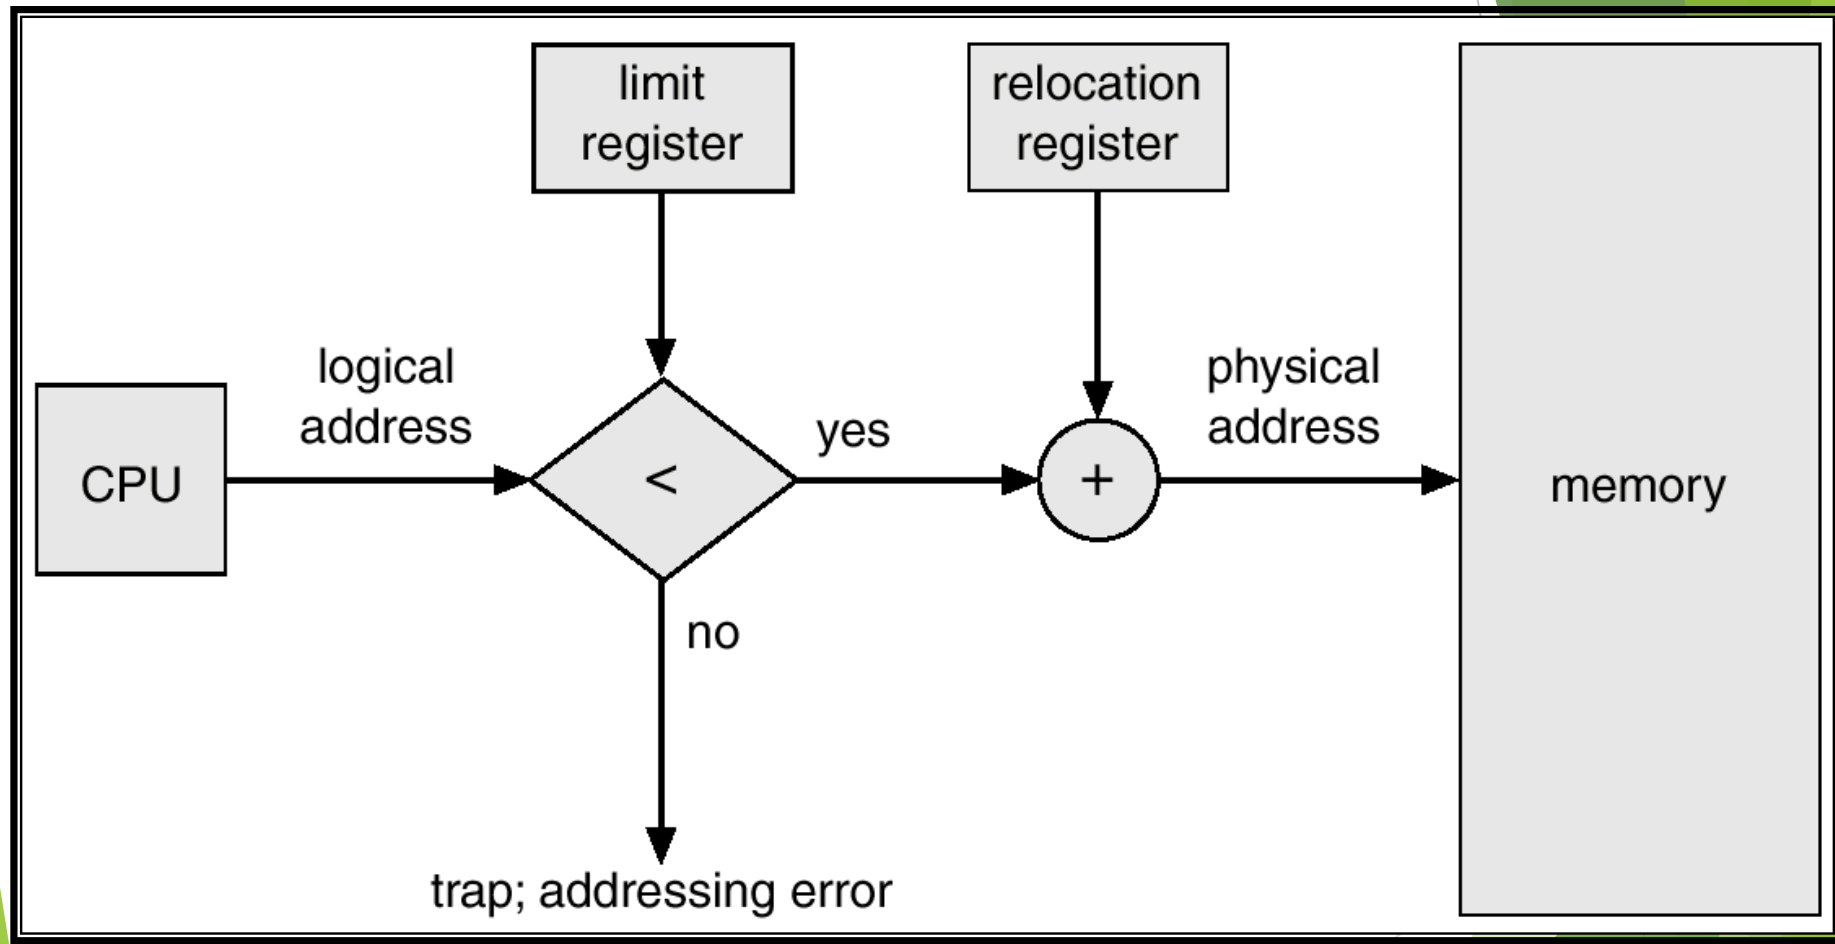 limit
register
relocation
register
logical
address
yes
physical
address
CPU
<
+
memory
no
trap; addressing error